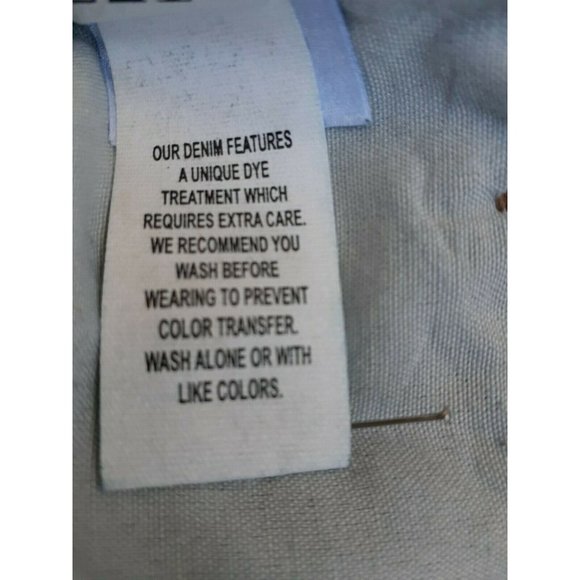 OUR DENIM FEATURES
A UNIQUE DYE
TREATMENT WHICH
REQUIRES EXTRA CARE.
WE RECOMMEND YOU
WASH BEFORE
WEARING TO PREVENT
COLOR TRANSFER.
WASH ALONE OR WITH
LIKE COLORS.